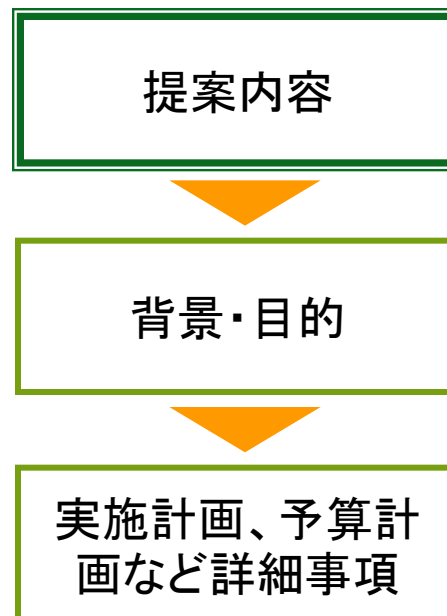 提案内容
背景・目的
実施計画、予算計
画など詳細事項